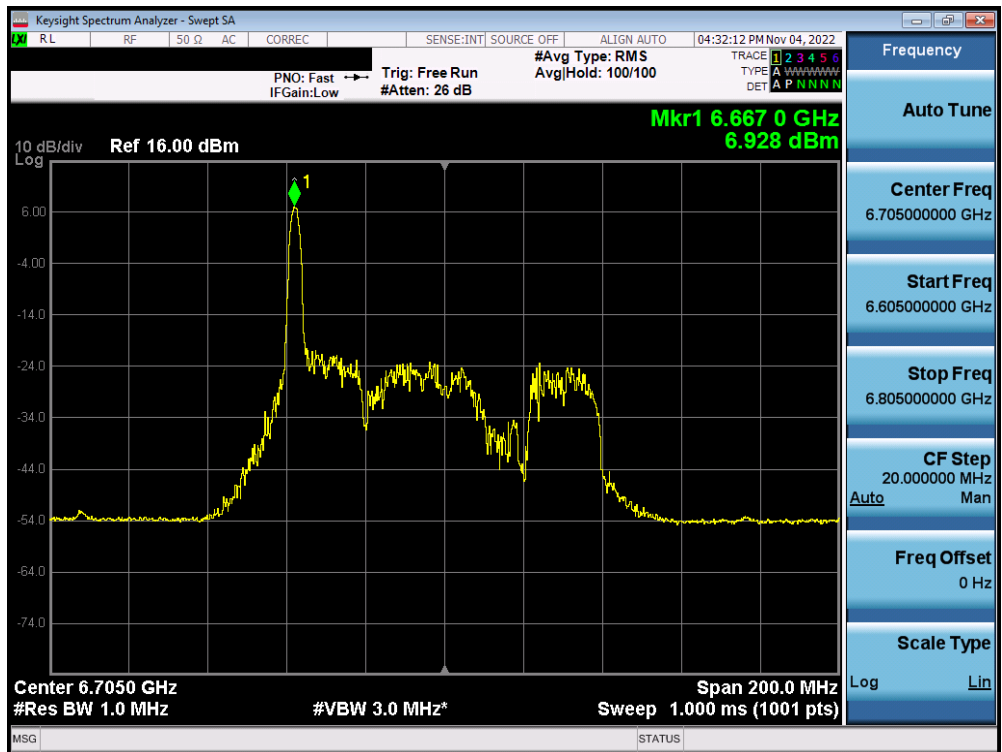 Keysight Spectrum Analyzer - Swept SA
LXI RL RF 50 Ω AC CORREC SENSE:INT SOURCE OFF ALIGN AUTO 04:32:12 PM Nov 04, 2022
#Avg Type: RMS TRACE 1 2 3 4 5 6
PNO: Fast Trig: Free Run Avg|Hold: 100/100 TYPE A WWWWW
IFGain:Low #Atten: 26 dB DET A P N N N N
Mkr1 6.667 0 GHz
6.928 dBm
10 dB/div Ref 16.00 dBm
Log
1
6.00
-4.00
-14.0
-24.0
-34.0
-44.0
-54.0
-64.0
-74.0
Center 6.7050 GHz Span 200.0 MHz
#Res BW 1.0 MHz #VBW 3.0 MHz* Sweep 1.000 ms (1001 pts)
MSG STATUS
Frequency
Auto Tune
Center Freq
6.705000000 GHz
Start Freq
6.605000000 GHz
Stop Freq
6.805000000 GHz
CF Step
20.000000 MHz
Auto Man
Freq Offset
0 Hz
Scale Type
Log Lin